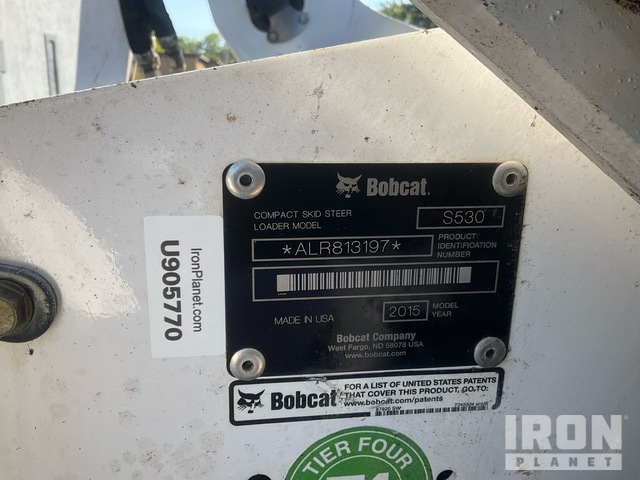 Bobcat.
COMPACT SKID STEER
LOADER MODEL
S530
*ALR813197*
PRODUCT
IDENTIFICATION
NUMBER
MADE IN USA
2015
MODEL
YEAR
Bobcat Company
West Fargo, ND 58078 USA
www.bobcat.com
IronPlanet.com
U905770
Bobcat
FOR A LIST OF UNITED STATES PATENTS
THAT COVER THIS PRODUCT, GO TO:
www.bobcat.com/patents
TIER FOUR
IRON
PLANET